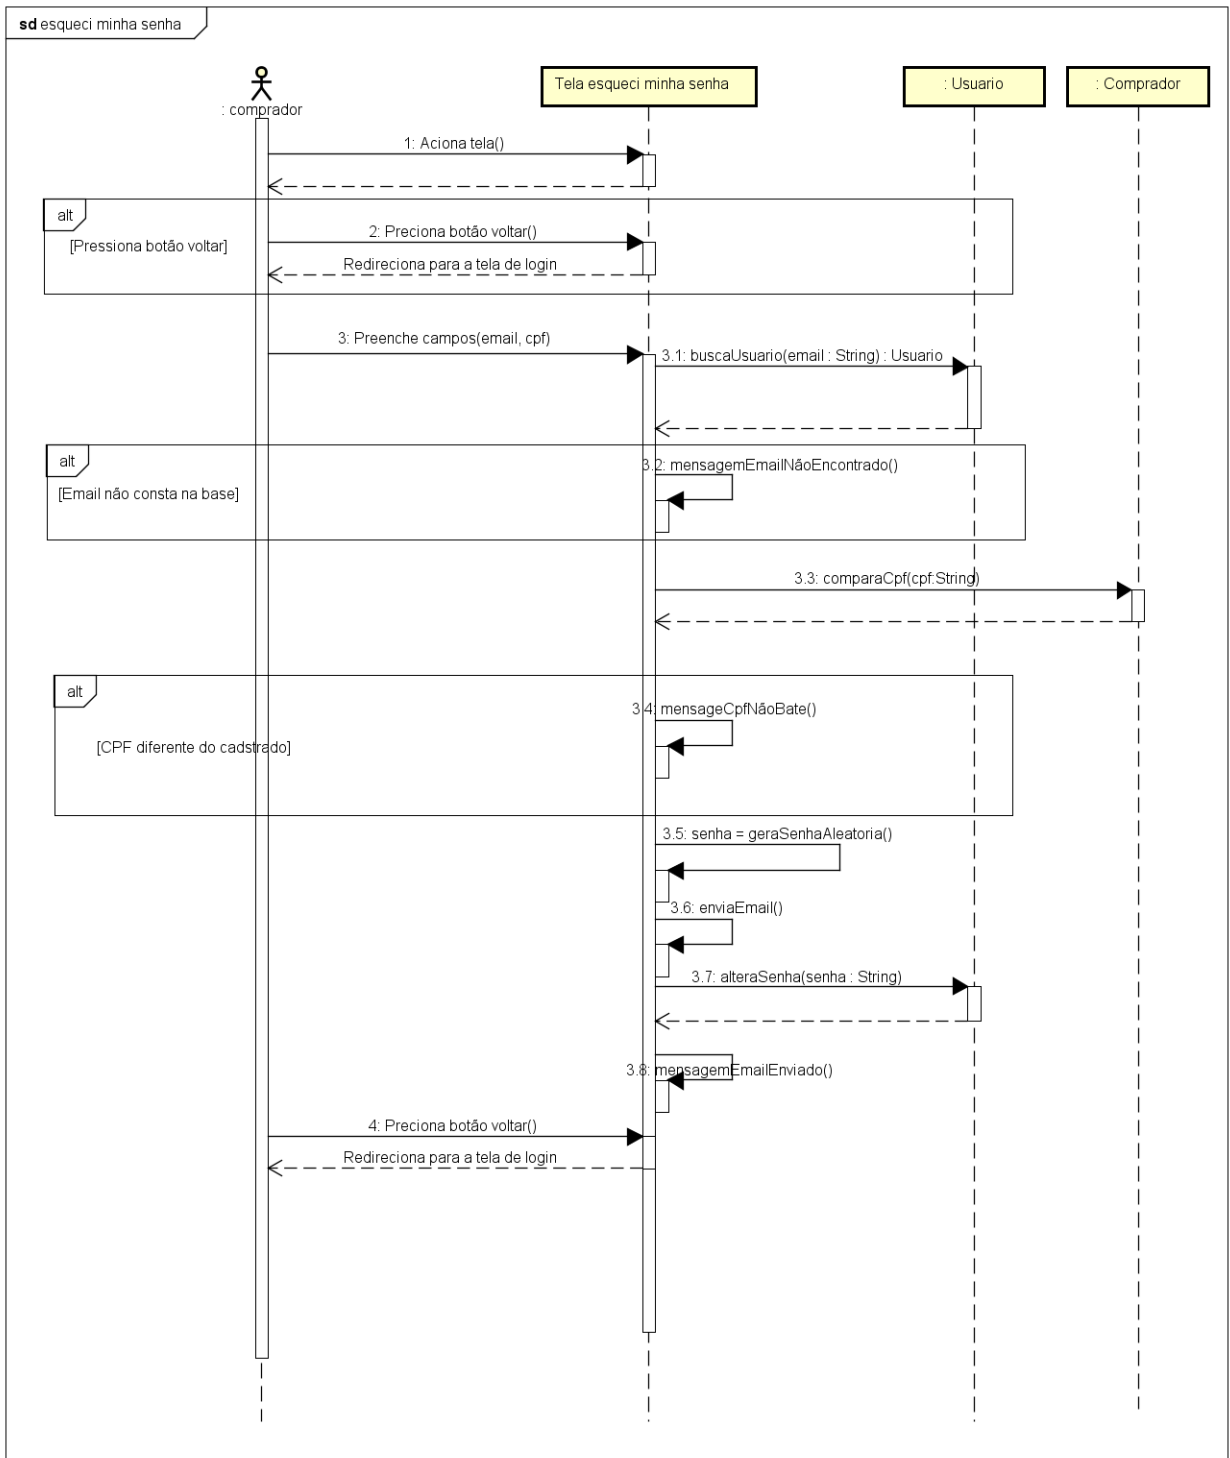 sd esqueci minha senha
: comprador
Tela esqueci minha senha
: Usuario
: Comprador
1: Aciona tela()
alt
[Pressiona botão voltar]
2: Preciona botão voltar()
Redireciona para a tela de login
3: Preenche campos(email, cpf)
3.1: buscaUsuario(email : String) : Usuario
alt
[Email não consta na base]
3.2: mensagemEmailNãoEncontrado()
3.3: comparaCpf(cpf:String)
alt
[CPF diferente do cadstrado]
3.4: mensageCpfNãoBate()
3.5: senha = geraSenhaAleatoria()
3.6: enviaEmail()
3.7: alteraSenha(senha : String)
3.8: mensagemEmailEnviado()
4: Preciona botão voltar()
Redireciona para a tela de login